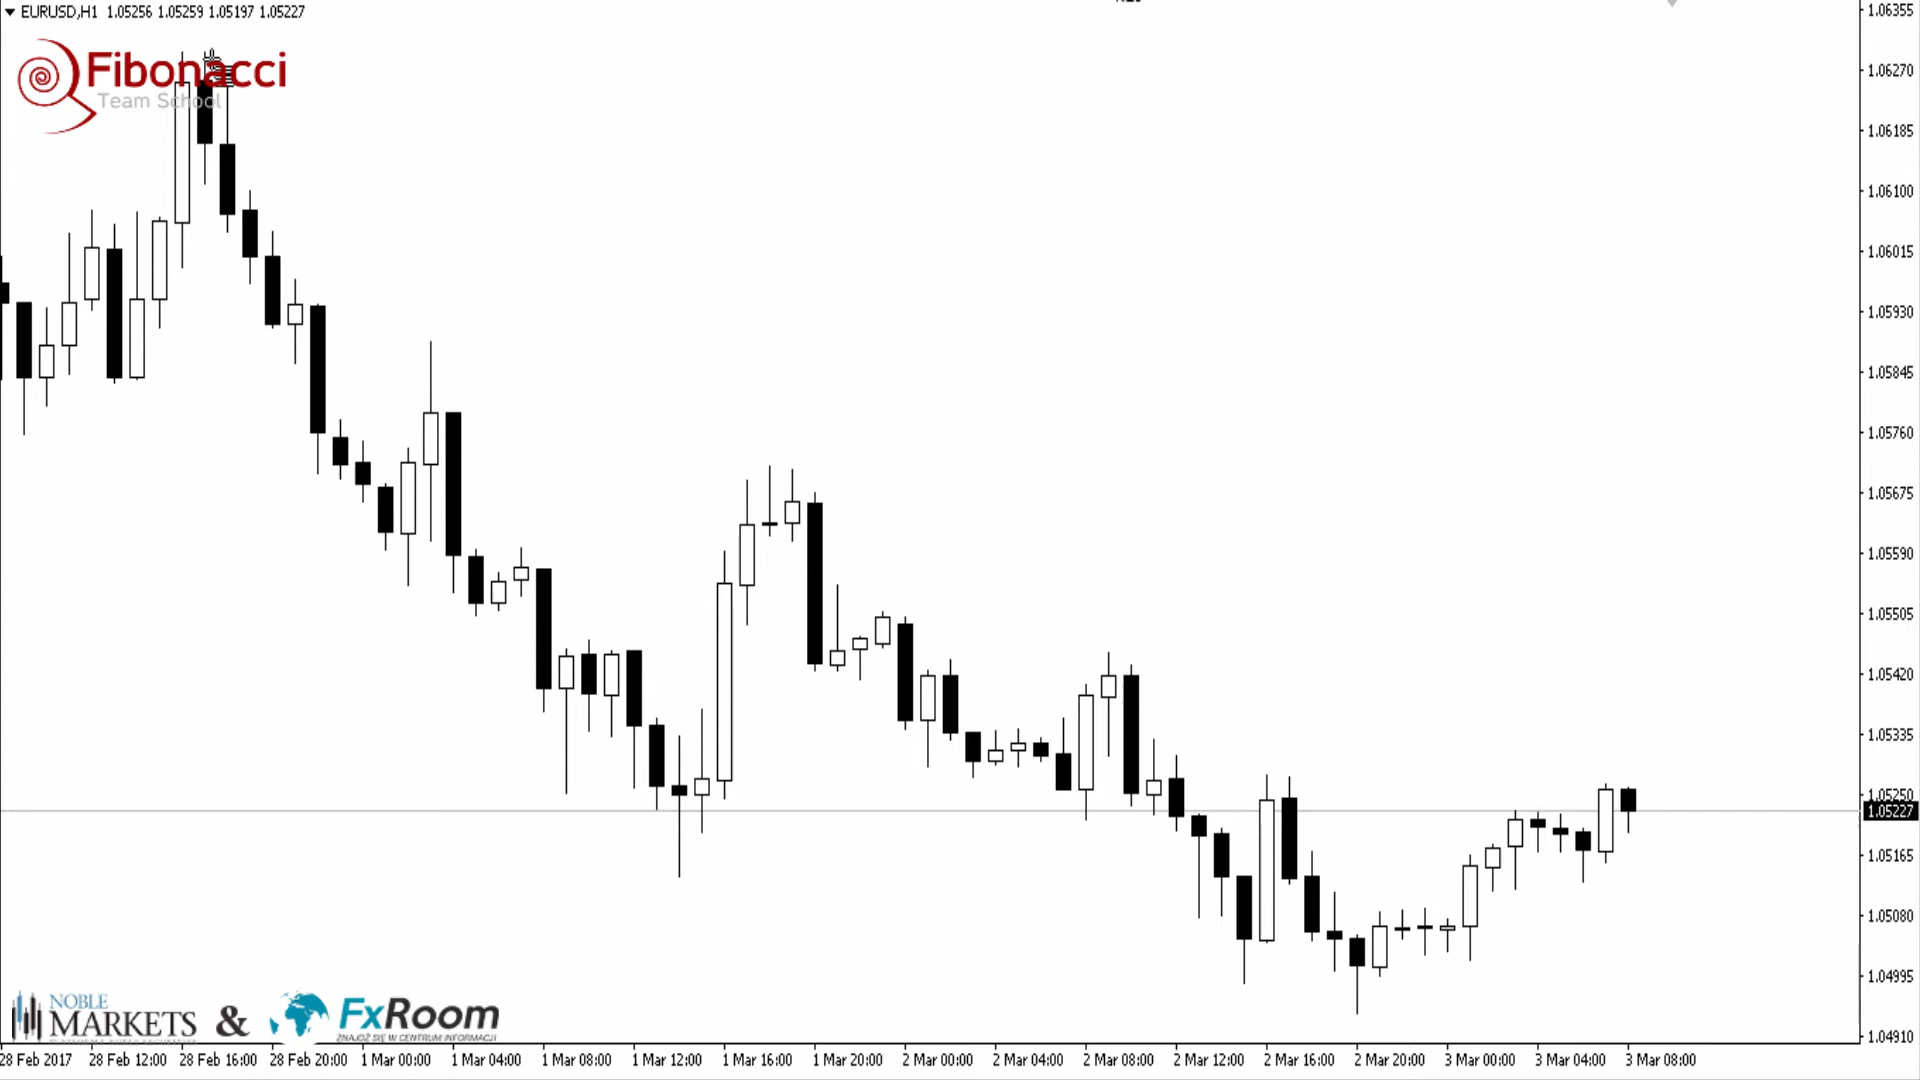 EURUSD,H1 1.05256 1.05259 1.05197 1.05227
Fibonacci
Team School
1.06355
1.06270
1.06185
1.06100
1.06015
1.05930
1.05845
1.05760
1.05675
1.05590
1.05505
1.05420
1.05335
1.05250
1.05227
1.05165
1.05080
1.04995
1.04910
NOBLE
MARKETS & FxRoom
ZNAJDŹ SIĘ W CENTRUM INFORMACJI
28 Feb 2017 28 Feb 12:00 28 Feb 16:00 28 Feb 20:00 1 Mar 00:00 1 Mar 04:00 1 Mar 08:00 1 Mar 12:00 1 Mar 16:00 1 Mar 20:00 2 Mar 00:00 2 Mar 04:00 2 Mar 08:00 2 Mar 12:00 2 Mar 16:00 2 Mar 20:00 3 Mar 00:00 3 Mar 04:00 3 Mar 08:00